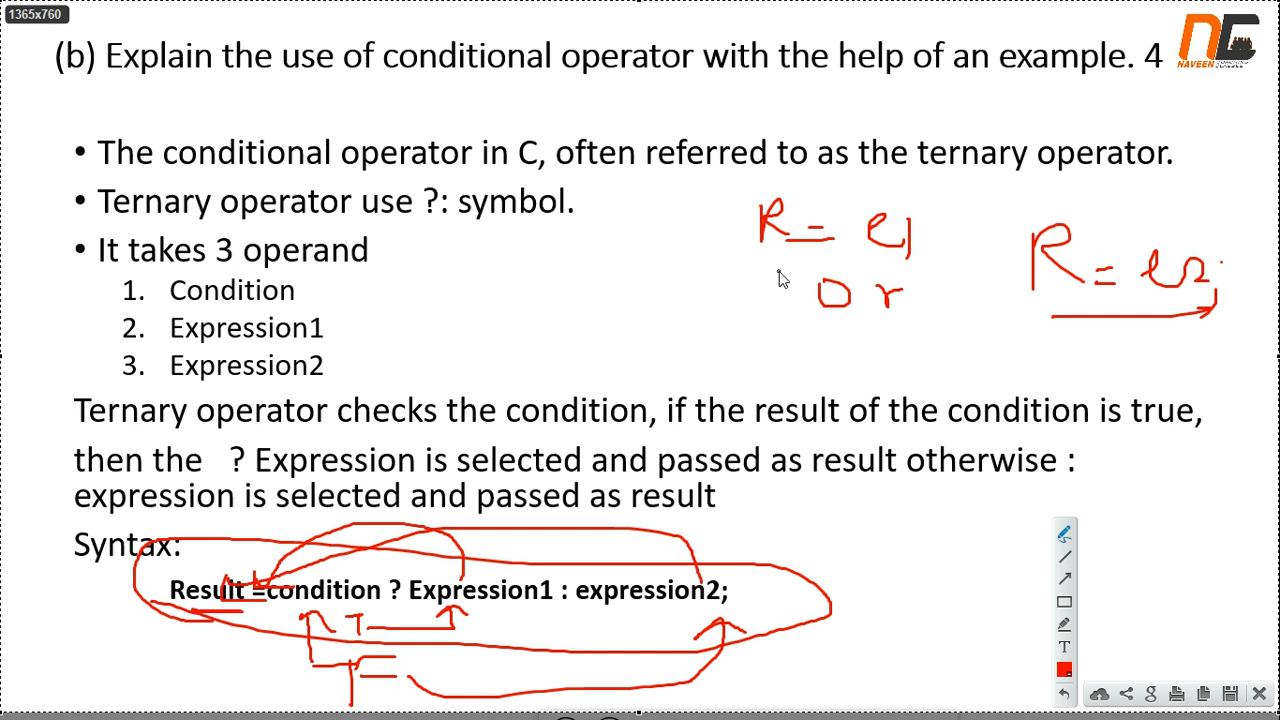 1365x760
(b) Explain the use of conditional operator with the help of an example. 4
NAVEEN
• The conditional operator in C, often referred to as the ternary operator.
• Ternary operator use ?: symbol.
• It takes 3 operand
1. Condition
2. Expression1
3. Expression2
R = e1
Or
R = e2
Ternary operator checks the condition, if the result of the condition is true,
then the ? Expression is selected and passed as result otherwise :
expression is selected and passed as result
Syntax:
Result =condition ? Expression1 : expression2;
T
F
T